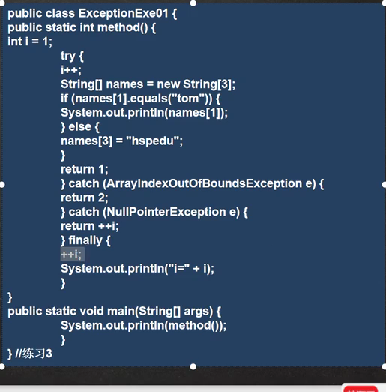 public class ExceptionExe01 {
public static int method() {
int i = 1;
try {
i++;
String[] names = new String[3];
if (names[1].equals("tom")) {
System.out.println(names[1]);
} else {
names[3] = "hspedu";
}
return 1;
} catch (ArrayIndexOutOfBoundsException e) {
return 2;
} catch (NullPointerException e) {
return ++i;
} finally {
++i;
System.out.println("i=" + i);
}
}
public static void main(String[] args) {
System.out.println(method());
}
} //练习3